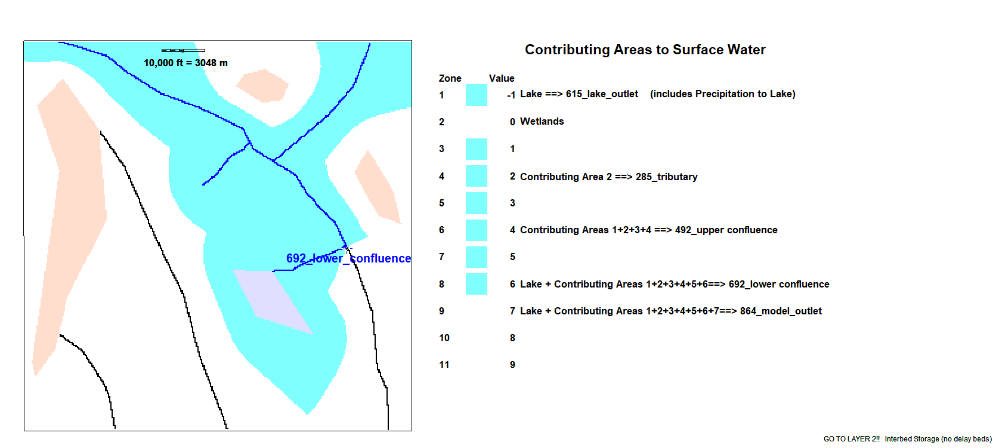 10,000 ft = 3048 m
692_lower_confluence
Contributing Areas to Surface Water
Zone Value
1 -1 Lake ==> 615_lake_outlet (includes Precipitation to Lake)
2 0 Wetlands
3 1
4 2 Contributing Area 2 ==> 285_tributary
5 3
6 4 Contributing Areas 1+2+3+4 ==> 492_upper confluence
7 5
8 6 Lake + Contributing Areas 1+2+3+4+5+6==> 692_lower confluence
9 7 Lake + Contributing Areas 1+2+3+4+5+6+7==> 864_model_outlet
10 8
11 9
GO TO LAYER 2!! Interbed Storage (no delay beds)